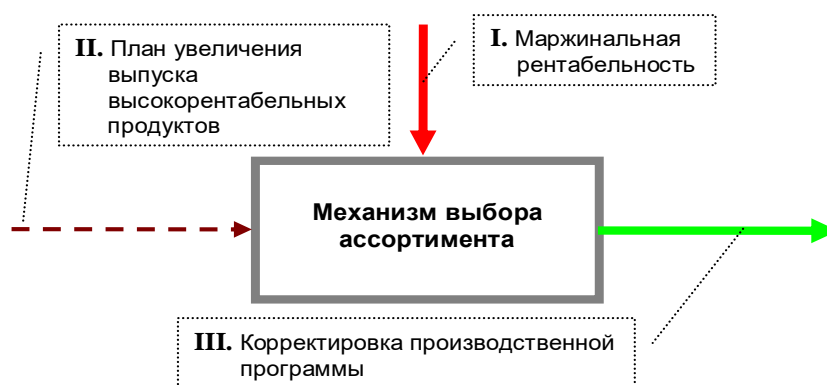 II. План увеличения
выпуска
высокорентабельных
продуктов
I. Маржинальная
рентабельность
Механизм выбора
ассортимента
III. Корректировка производственной
программы